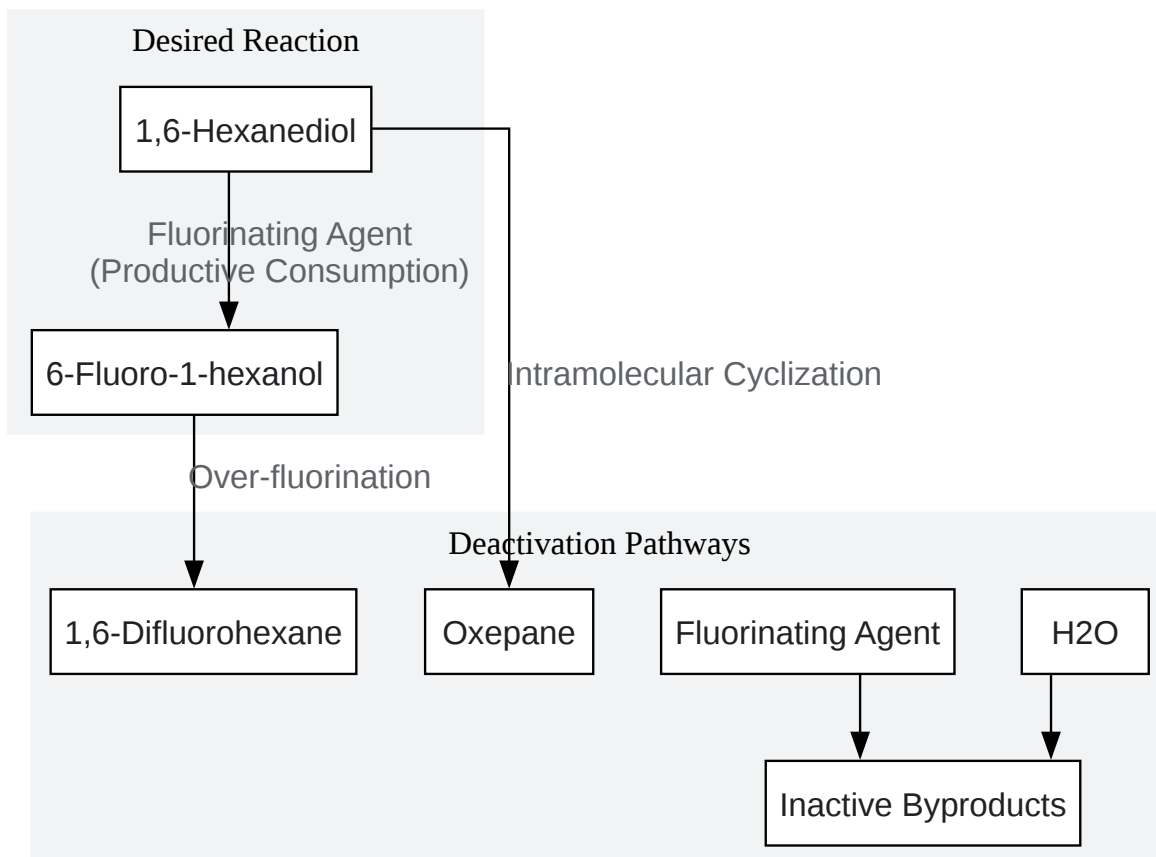 Desired Reaction
1,6-Hexanediol
Fluorinating Agent
(Productive Consumption)
6-Fluoro-1-hexanol
Intramolecular Cyclization
Over-fluorination
Deactivation Pathways
1,6-Difluorohexane
Oxepane
Fluorinating Agent
H2O
Inactive Byproducts